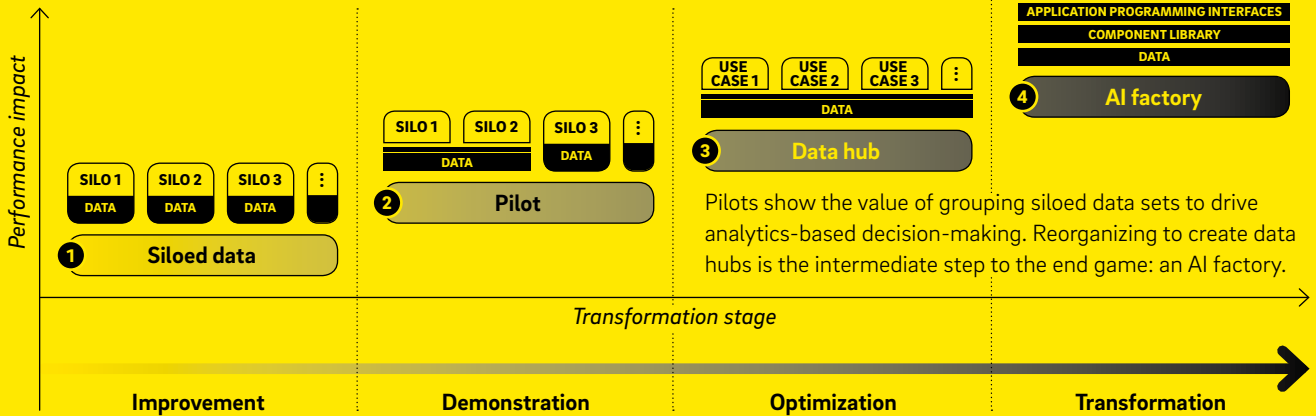 Performance impact
SILO 1
SILO 2
SILO 3
⋮
DATA
DATA
DATA
1
Siloed data
SILO 1
SILO 2
SILO 3
⋮
DATA
DATA
2
Pilot
USE
CASE 1
USE
CASE 2
USE
CASE 3
⋮
DATA
3
Data hub
APPLICATION PROGRAMMING INTERFACES
COMPONENT LIBRARY
DATA
4
AI factory
Pilots show the value of grouping siloed data sets to drive
analytics-based decision-making. Reorganizing to create data
hubs is the intermediate step to the end game: an AI factory.
Transformation stage
Improvement
Demonstration
Optimization
Transformation